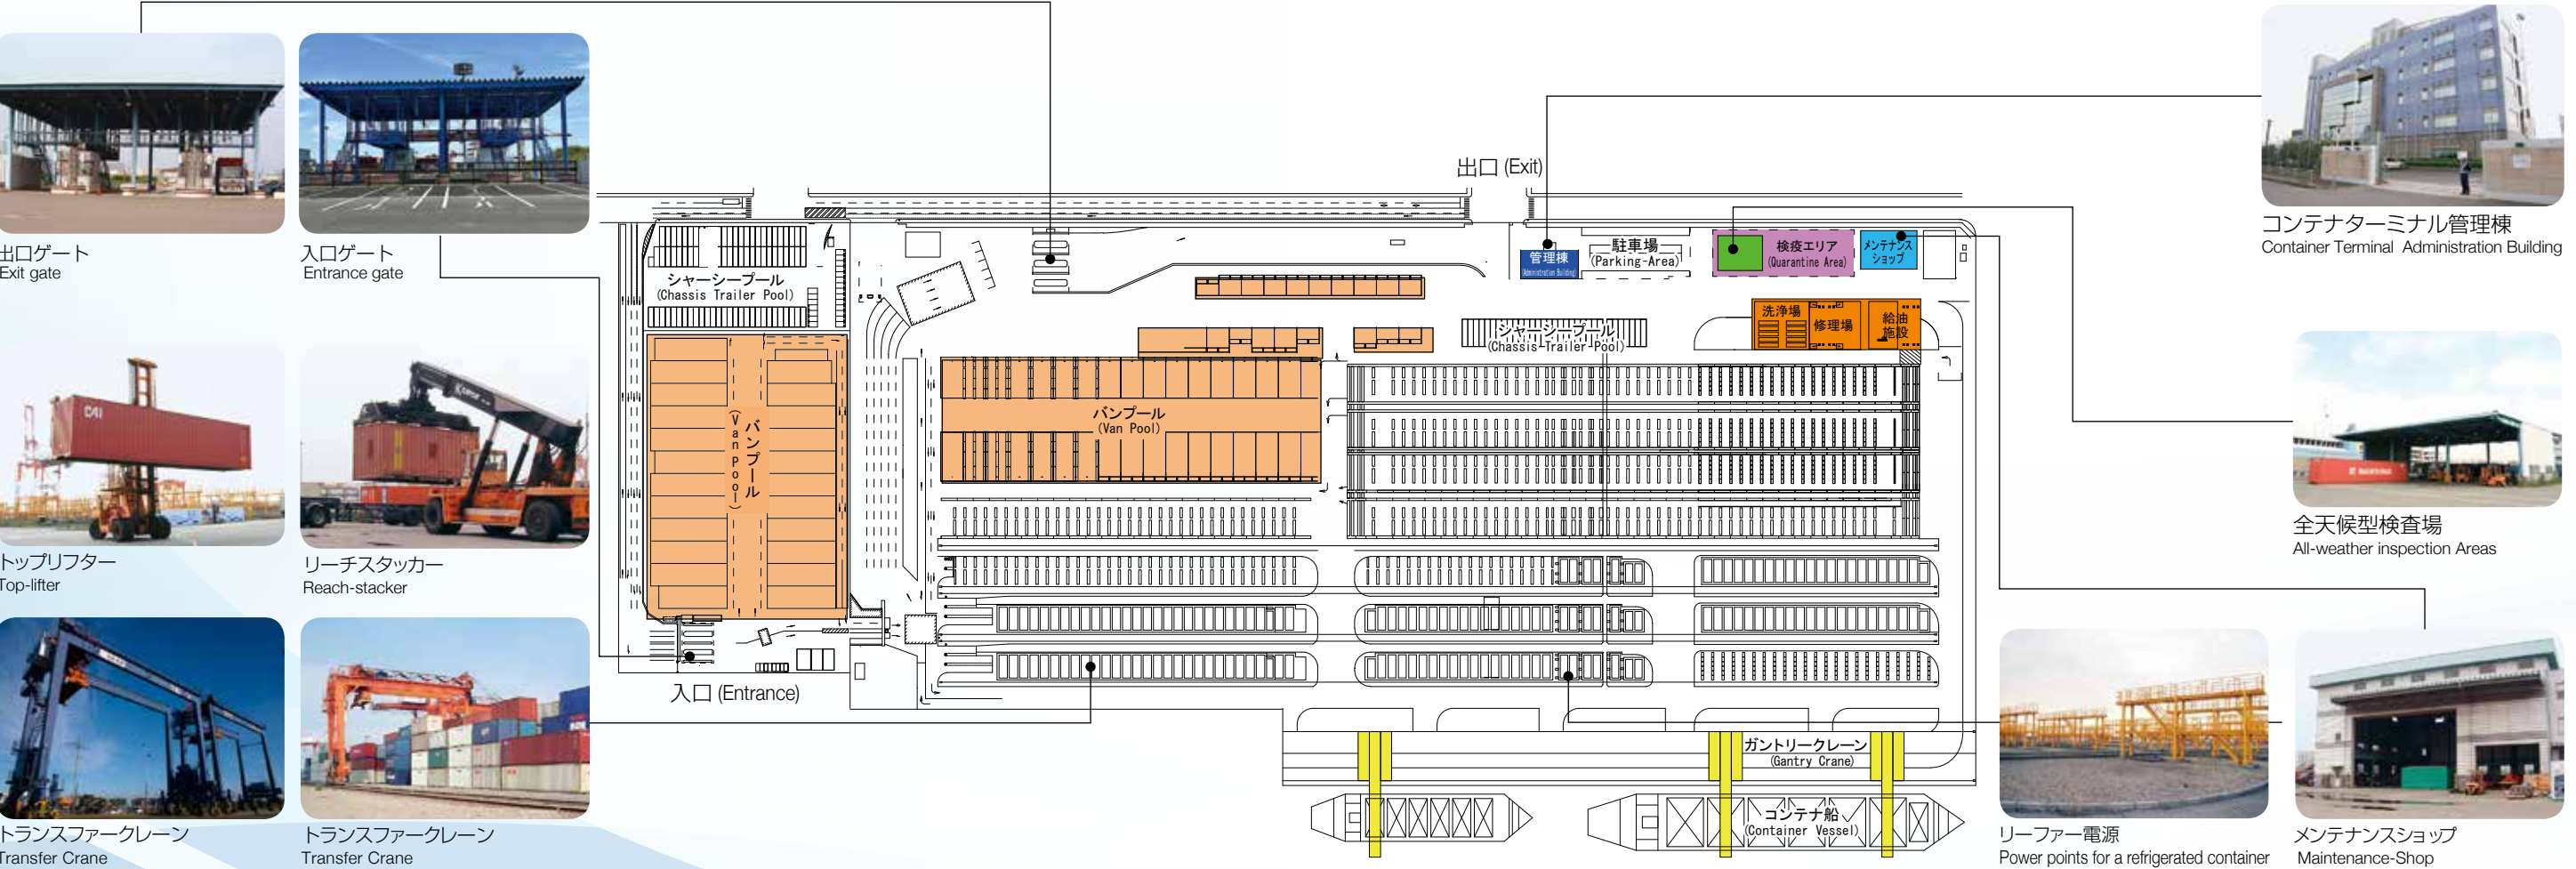 出口ゲート
Exit gate
入口ゲート
Entrance gate
トップリフター
Top-lifter
リーチスタッカー
Reach-stacker
トランスファークレーン
Transfer Crane
トランスファークレーン
Transfer Crane
出口 (Exit)
シャーシープール
(Chassis Trailer Pool)
管理棟
(Administration Building)
駐車場
(Parking-Area)
検疫エリア
(Quarantine Area)
メンテナンス
ショップ
洗浄場
修理場
給油
施設
シャーシープール
(Chassis-Trailer-Pool)
バンプール
(Van Pool)
バンプール
(Van Pool)
入口 (Entrance)
ガントリークレーン
(Gantry Crane)
コンテナ船
(Container Vessel)
コンテナターミナル管理棟
Container Terminal Administration Building
全天候型検査場
All-weather inspection Areas
リーファー電源
Power points for a refrigerated container
メンテナンスショップ
Maintenance-Shop
CAI